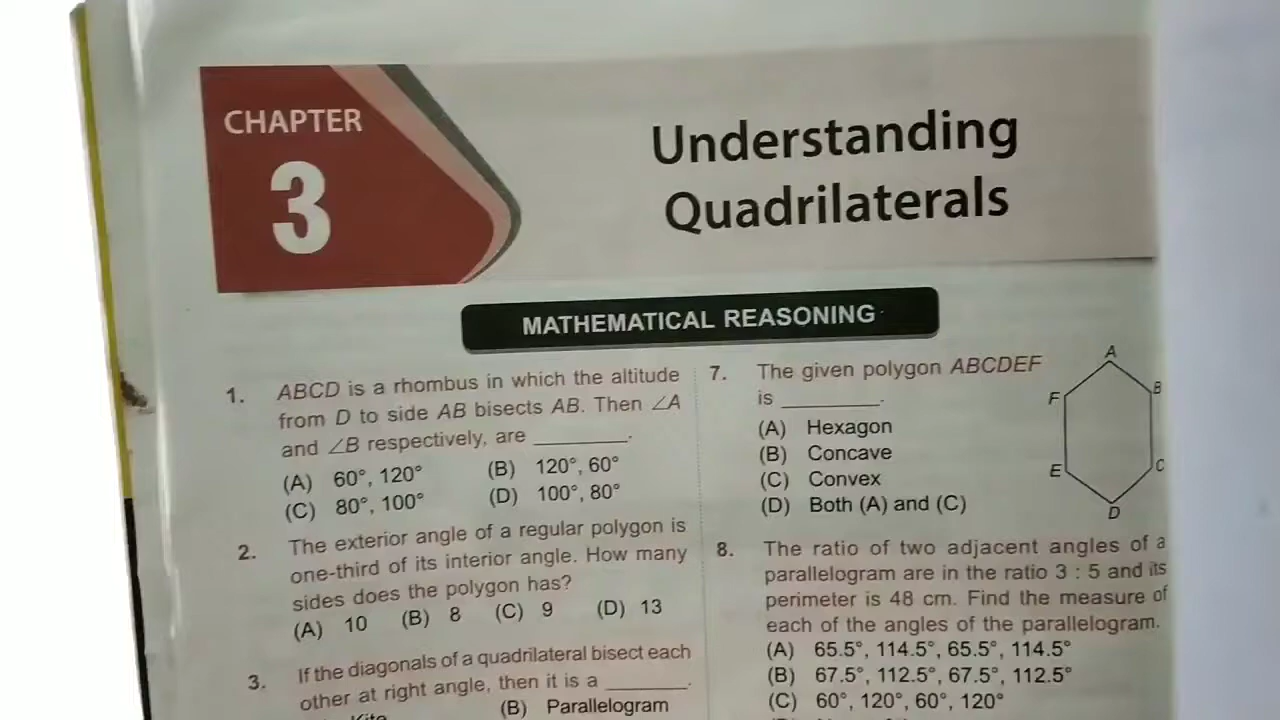 CHAPTER
3
Understanding
Quadrilaterals
MATHEMATICAL REASONING
1. ABCD is a rhombus in which the altitude
from D to side AB bisects AB. Then ∠A
and ∠B respectively, are ________.
(A) 60°, 120° (B) 120°, 60°
(C) 80°, 100° (D) 100°, 80°
2. The exterior angle of a regular polygon is
one-third of its interior angle. How many
sides does the polygon has?
(A) 10 (B) 8 (C) 9 (D) 13
3. If the diagonals of a quadrilateral bisect each
other at right angle, then it is a ________.
Kite (B) Parallelogram
7. The given polygon ABCDEF
is ________.
(A) Hexagon
(B) Concave
(C) Convex
(D) Both (A) and (C)
A
B
F
E
C
D
8. The ratio of two adjacent angles of a
parallelogram are in the ratio 3 : 5 and its
perimeter is 48 cm. Find the measure of
each of the angles of the parallelogram.
(A) 65.5°, 114.5°, 65.5°, 114.5°
(B) 67.5°, 112.5°, 67.5°, 112.5°
(C) 60°, 120°, 60°, 120°